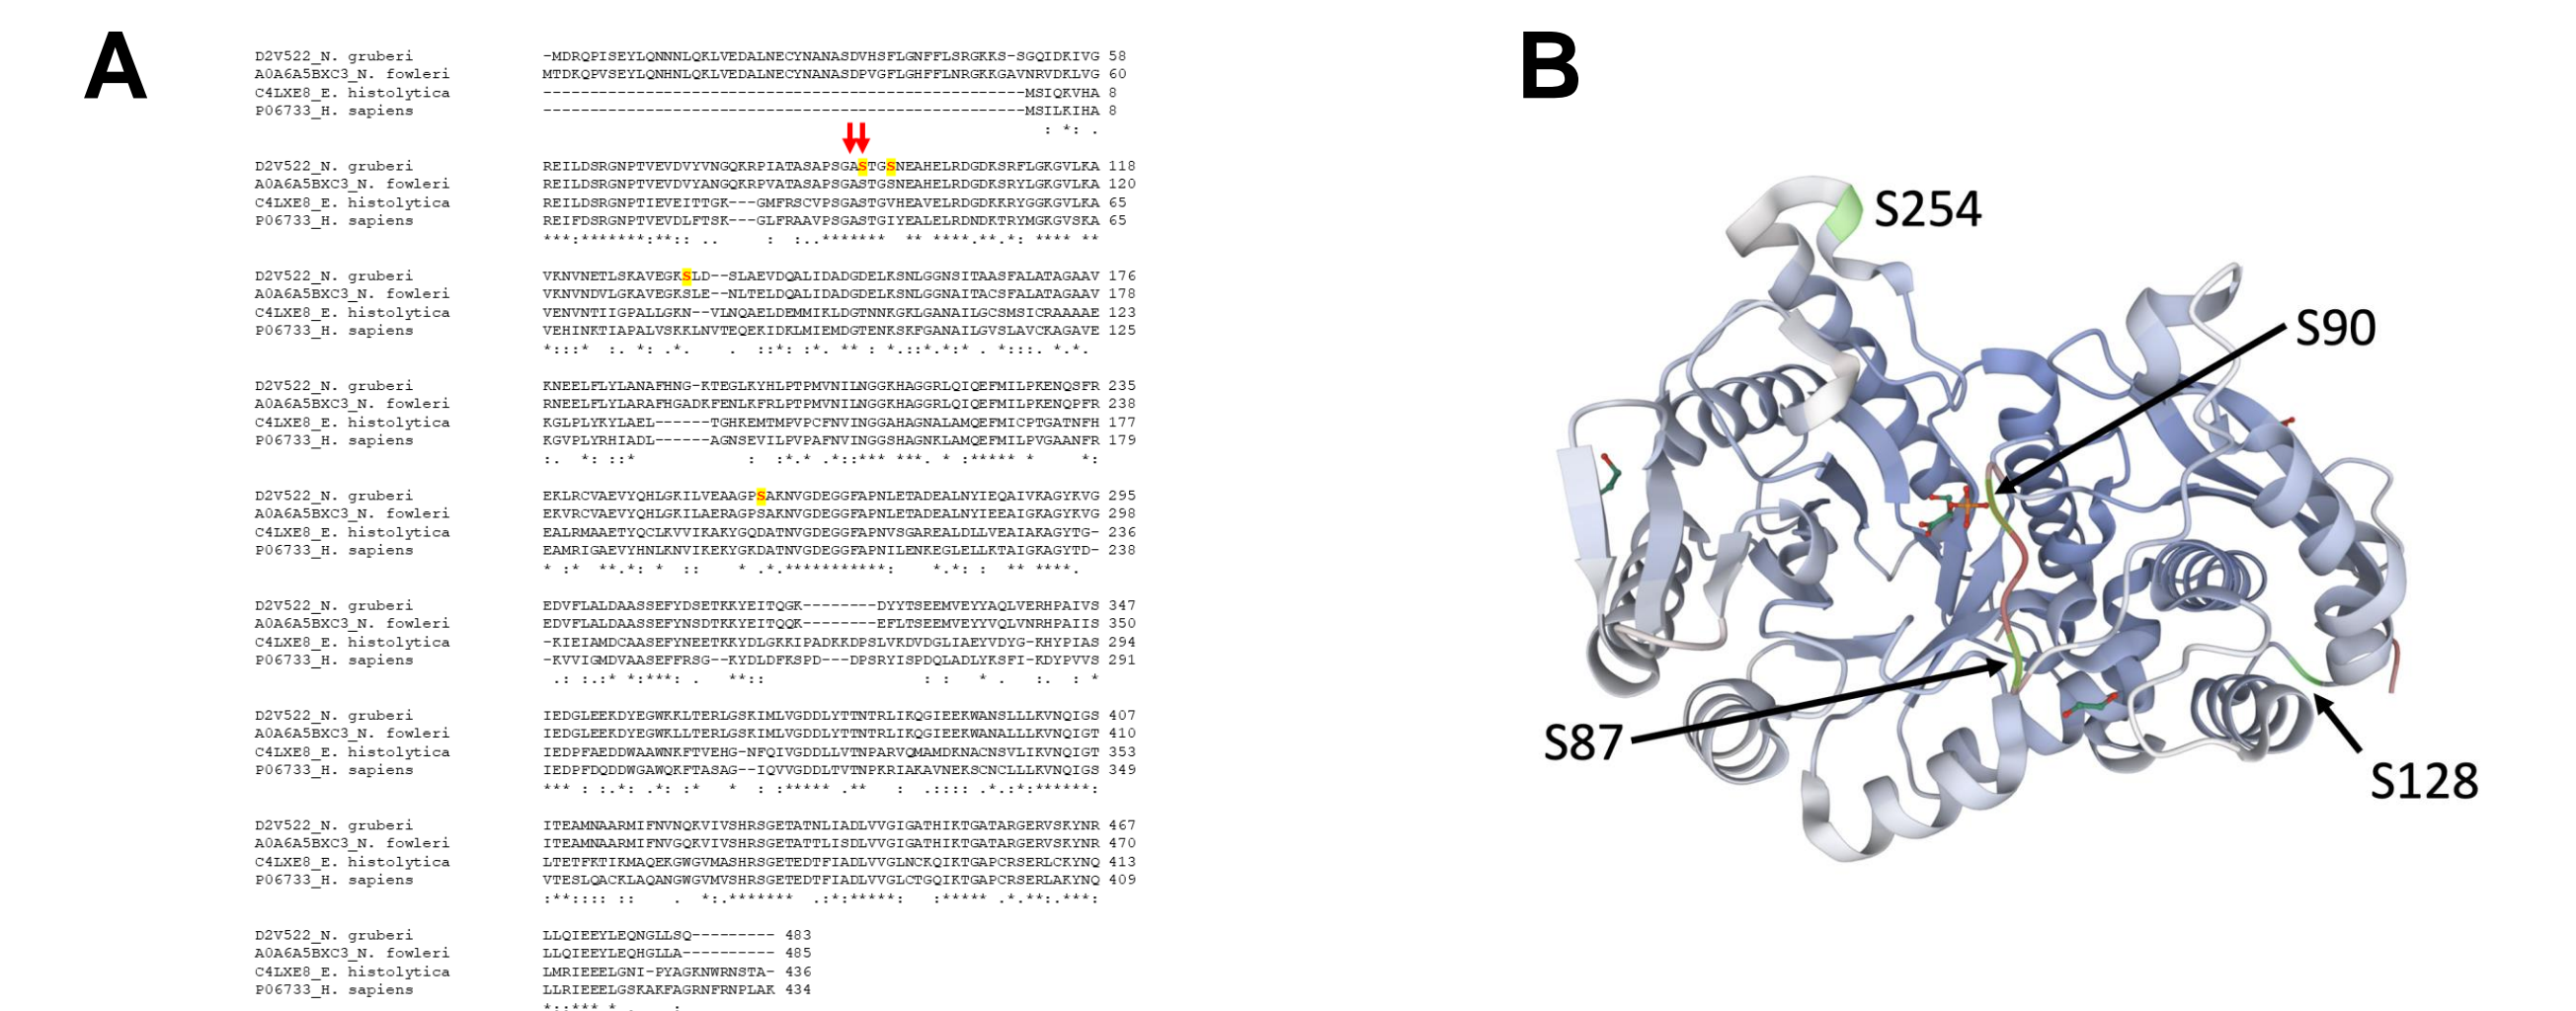 A
D2V522_N. gruberi -MDRQPISEYLQNNNLQKLVEDALNECYNANASDVHSFLGNFFLSRGKKS-SGQIDKIVG 58
A0A6A5BXC3_N. fowleri MTDKQPVSEYLQNHNLQKLVEDALNECYNANASDPVGFLGHFFLNRGKKGAVNRVDKLVG 60
C4LXE8_E. histolytica ----------------------------------------------------MSIQKVHA 8
P06733_H. sapiens ----------------------------------------------------MSILKIHA 8
: *: .
D2V522_N. gruberi REILDSRGNPTVEVDVYVNGQKRPIATASAPSGASTGSNEAHELRDGDKSRFLGKGVLKA 118
A0A6A5BXC3_N. fowleri REILDSRGNPTVEVDVYANGQKRPVATASAPSGASTGSNEAHELRDGDKSRYLGKGVLKA 120
C4LXE8_E. histolytica REILDSRGNPTIEVEITTGK---GMFRSCVPSGASTGVHEAVELRDGDKKRYGGKGVLKA 65
P06733_H. sapiens REIFDSRGNPTVEVDLFTSK---GLFRAAVPSGASTGIYEALELRDNDKTRYMGKGVSKA 65
***:*******:**:: .. : :..******* ** ****.**.*: **** **
D2V522_N. gruberi VKNVNETLSKAVEGKSLD--SLAEVDQALIDADGDELKSNLGGNSITAASFALATAGAAV 176
A0A6A5BXC3_N. fowleri VKNVNDVLGKAVEGKSLE--NLTELDQALIDADGDELKSNLGGNAITACSFALATAGAAV 178
C4LXE8_E. histolytica VENVNTIIGPALLGKN--VLNQAELDEMMIKLDGTNNKGKLGANAILGCSMSICRAAAAE 123
P06733_H. sapiens VEHINKTIAPALVSKKLNVTEQEKIDKLMIEMDGTENKSKFGANAILGVSLAVCKAGAVE 125
*:::* :. *: .*. . ::*: :*. ** : *.::*.*:* . *:::. *.*.
D2V522_N. gruberi KNEELFLYLANAFHNG-KTEGLKYHLPTPMVNILNGGKHAGGRLQIQEFMILPKENQSFR 235
A0A6A5BXC3_N. fowleri RNEELFLYLARAFHGADKFENLKFRLPTPMVNILNGGKHAGGRLQIQEFMILPKENQPFR 238
C4LXE8_E. histolytica KGLPLYKYLAEL------TGHKEMTMPVPCFNVINGGAHAGNALAMQEFMICPTGATNFH 177
P06733_H. sapiens KGVPLYRHIADL------AGNSEVILPVPAFNVINGGSHAGNKLAMQEFMILPVGAANFR 179
:. *: ::* : :*.* .*::*** ***. * :***** * *:
D2V522_N. gruberi EKLRCVAEVYQHLGKILVEAAGPSAKNVGDEGGFAPNLETADEALNYIEQAIVKAGYKVG 295
A0A6A5BXC3_N. fowleri EKVRCVAEVYQHLGKILAERAGPSAKNVGDEGGFAPNLETADEALNYIEEAIGKAGYKVG 298
C4LXE8_E. histolytica EALRMAAETYQCLKVVIKAKYGQDATNVGDEGGFAPNVSGAREALDLLVEAIAKAGYTG- 236
P06733_H. sapiens EAMRIGAEVYHNLKNVIKEKYGKDATNVGDEGGFAPNILENKEGLELLKTAIGKAGYTD- 238
* :* **.*: * :: * .*.***********: *.*: : ** ****.
D2V522_N. gruberi EDVFLALDAASSEFYDSETKKYEITQGK--------DYYTSEEMVEYYAQLVERHPAIVS 347
A0A6A5BXC3_N. fowleri EDVFLALDAASSEFYNSDTKKYEITQQK--------EFLTSEEMVEYYVQLVNRHPAIIS 350
C4LXE8_E. histolytica -KIEIAMDCAASEFYNEETKKYDLGKKIPADKKDPSLVKDVDGLIAEYVDYG-KHYPIAS 294
P06733_H. sapiens -KVVIGMDVAASEFFRSG--KYDLDFKSPD---DPSRYISPDQLADLYKSFI-KDYPVVS 291
.: :.:* *:***: . **:: : : * . :. : *
D2V522_N. gruberi IEDGLEEKDYEGWKKLTERLGSKIMLVGDDLYTTNTRLIKQGIEEKWANSLLLKVNQIGS 407
A0A6A5BXC3_N. fowleri IEDGLEEKDYEGWKLLTERLGSKIMLVGDDLYTTNTRLIKQGIEEKWANALLLKVNQIGT 410
C4LXE8_E. histolytica IEDPFAEDDWAAWNKFTVEHG-NFQIVGDDLLVTNPARVQMAMDKNACNSVLIKVNQIGT 353
P06733_H. sapiens IEDPFDQDDWGAWQKFTASAG--IQVVGDDLTVTNPKRIAKAVNEKSCNCLLLKVNQIGS 349
*** : :.*: .*: :* * : :***** .** : .:::: *.:*:******:
D2V522_N. gruberi ITEAMNAARMIFNVNQKVIVSHRSGETATNLIADLVVGIGATHIKTGATARGERVSKYNR 467
A0A6A5BXC3_N. fowleri ITEAMNAARMIFNVGQKVIVSHRSGETATTLISDLVVGIGATHIKTGATARGERVSKYNR 470
C4LXE8_E. histolytica LTETFKTIKMAQEKGWGVMASHRSGETEDTFIADLVVGLNCKQIKTGAPCRSERLCKYNQ 413
P06733_H. sapiens VTESLQACKLAQANGWGVMVSHRSGETEDTFIADLVVGLCTGQIKTGAPCRSERLAKYNQ 409
:**:::: :: . *:.******* .:*:*****: :***** .*.**:.***:
D2V522_N. gruberi LLQIEEYLEQNGLLSQ--------- 483
A0A6A5BXC3_N. fowleri LLQIEEYLEQHGLLA---------- 485
C4LXE8_E. histolytica LMRIEEELGNI-PYAGKNWRNSTA- 436
P06733_H. sapiens LLRIEEELGSKAKFAGRNFRNPLAK 434
*::*** * . :
B
S254
S90
S87
S128